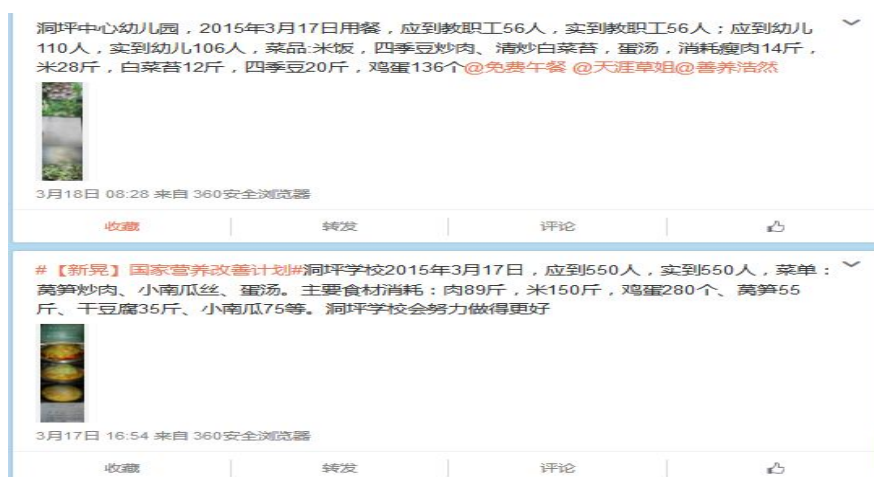 洞坪中心幼儿园，2015年3月17日用餐，应到教职工56人，实到教职工56人；应到幼儿
110人，实到幼儿106人，菜品:米饭，四季豆炒肉、清炒白菜苔，蛋汤，消耗瘦肉14斤，
米28斤，白菜苔12斤，四季豆20斤，鸡蛋136个@免费午餐 @天涯草姐@善养浩然
3月18日 08:28 来自 360安全浏览器
收藏 转发 评论
#【新晃】国家营养改善计划#洞坪学校2015年3月17日，应到550人，实到550人，菜单：
莴笋炒肉、小南瓜丝、蛋汤。主要食材消耗：肉89斤，米150斤，鸡蛋280个、莴笋55
斤、干豆腐35斤、小南瓜75等。洞坪学校会努力做得更好
3月17日 16:54 来自 360安全浏览器
收藏 转发 评论